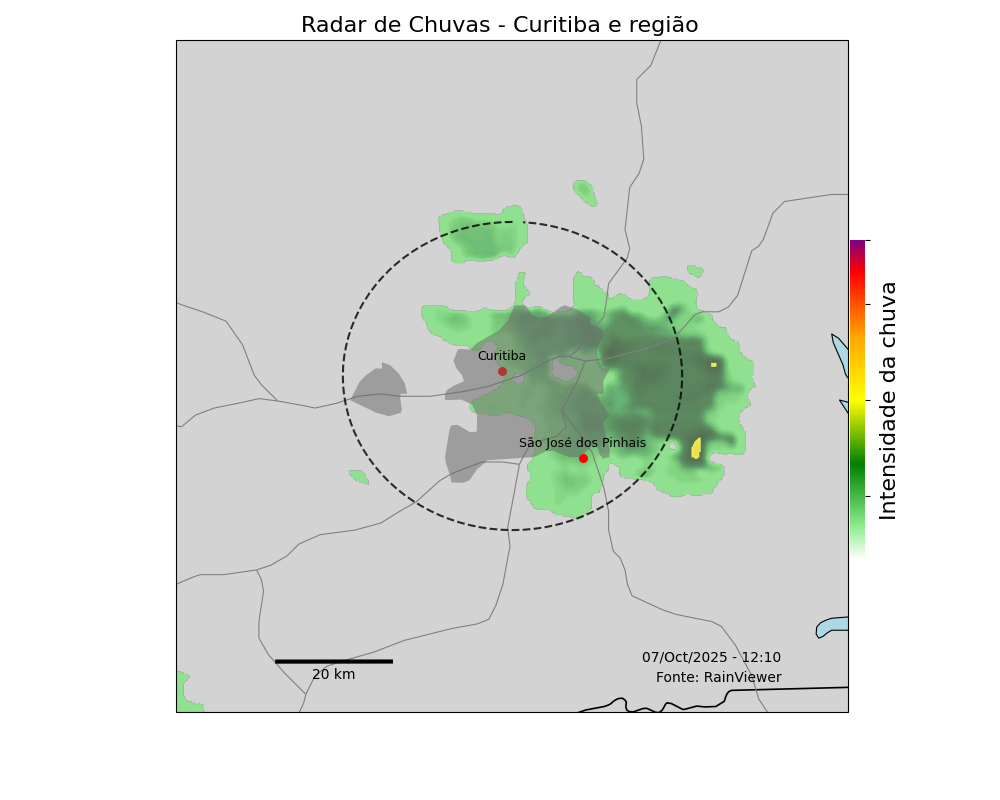 Radar de Chuvas - Curitiba e região
Curitiba
São José dos Pinhais
Intensidade da chuva
07/Oct/2025 - 12:10
Fonte: RainViewer
20 km